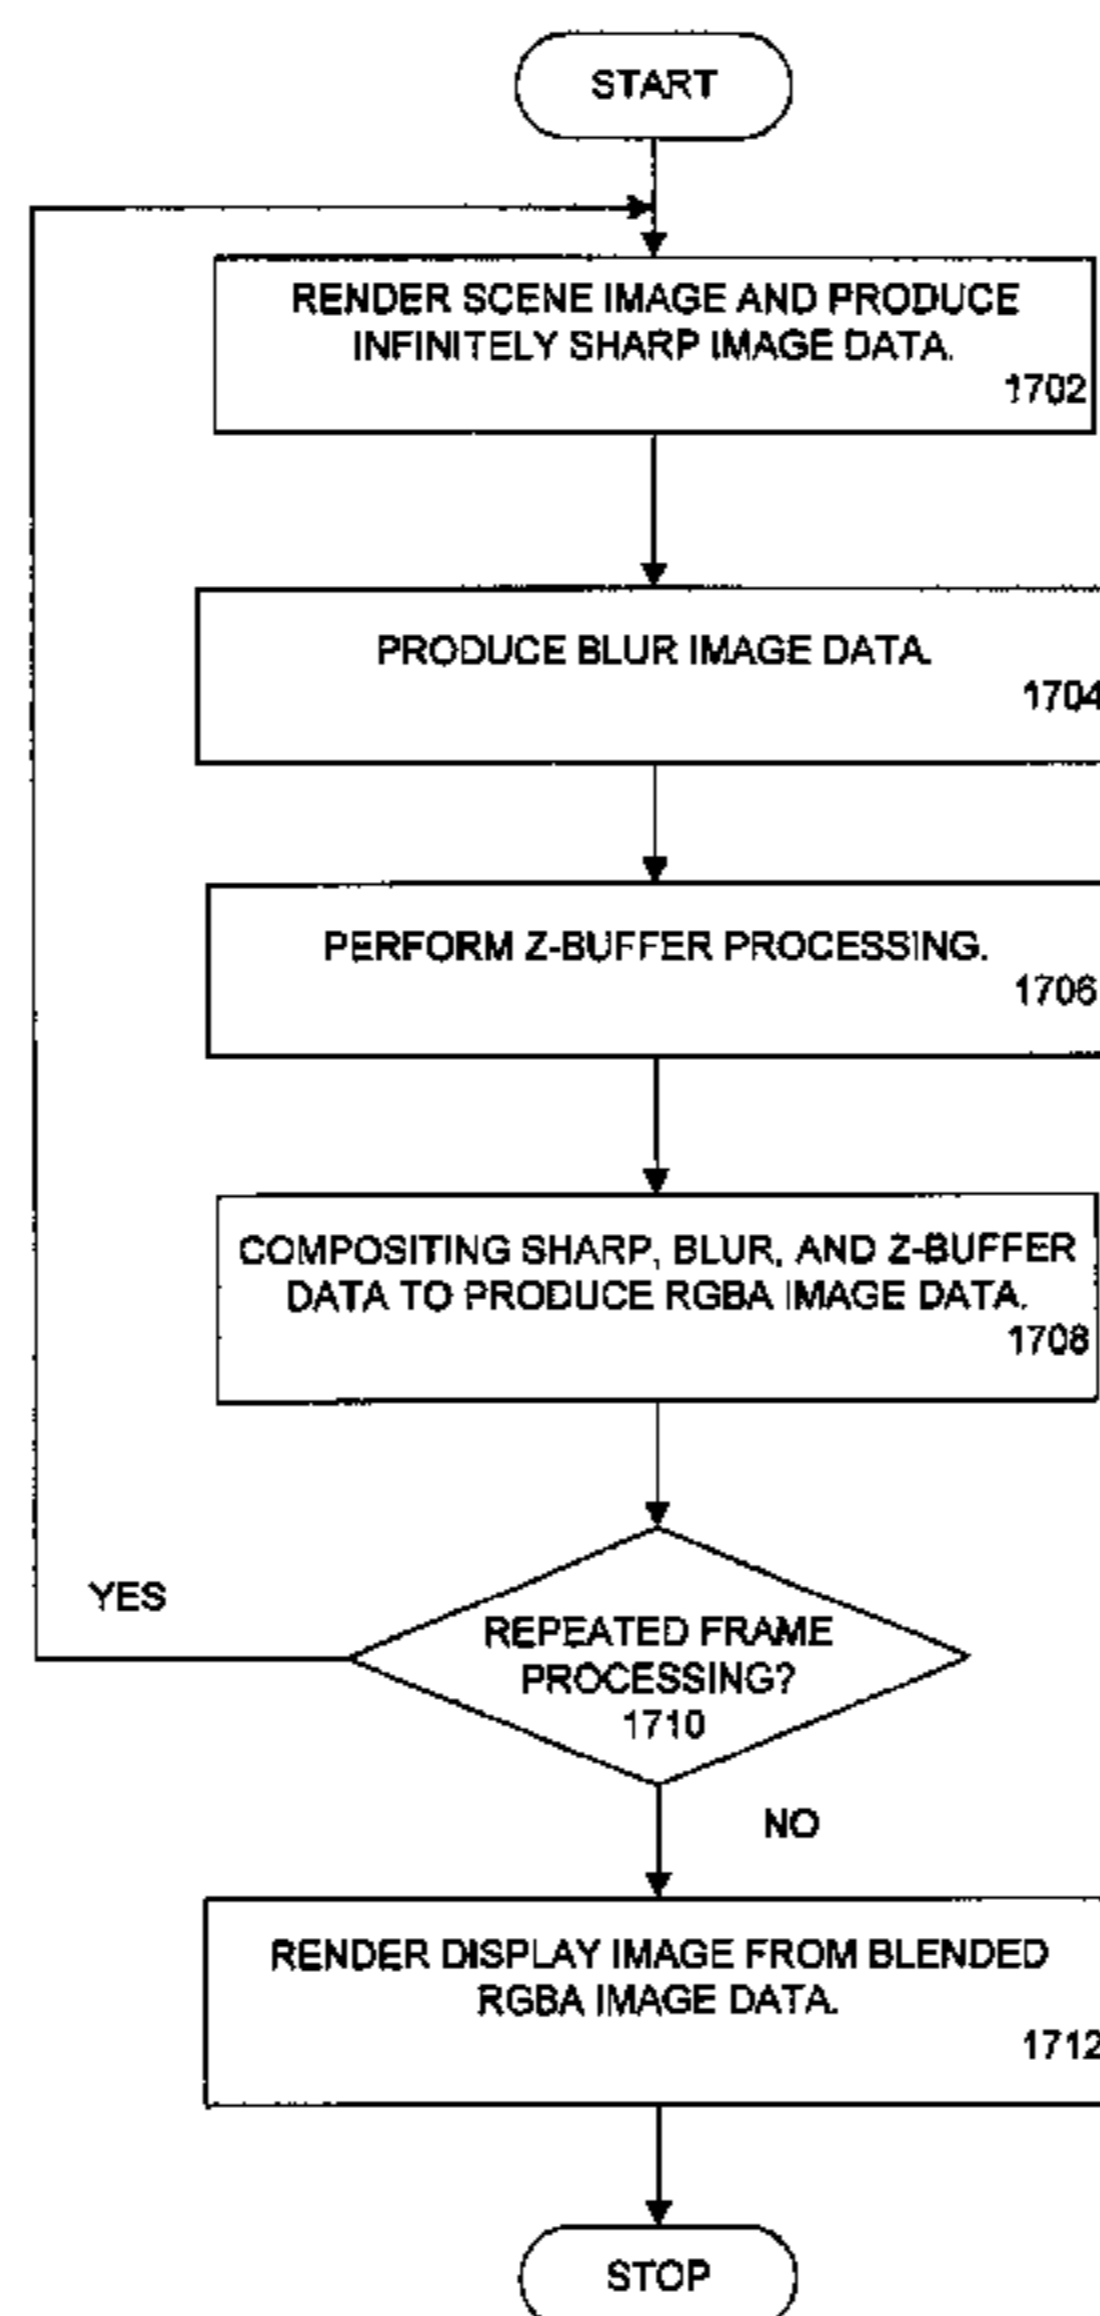 START
RENDER SCENE IMAGE AND PRODUCE
INFINITELY SHARP IMAGE DATA.
1702
PRODUCE BLUR IMAGE DATA.
1704
PERFORM Z-BUFFER PROCESSING.
1706
COMPOSITING SHARP, BLUR, AND Z-BUFFER
DATA TO PRODUCE RGBA IMAGE DATA.
1708
YES
REPEATED FRAME
PROCESSING?
1710
NO
RENDER DISPLAY IMAGE FROM BLENDED
RGBA IMAGE DATA.
1712
STOP